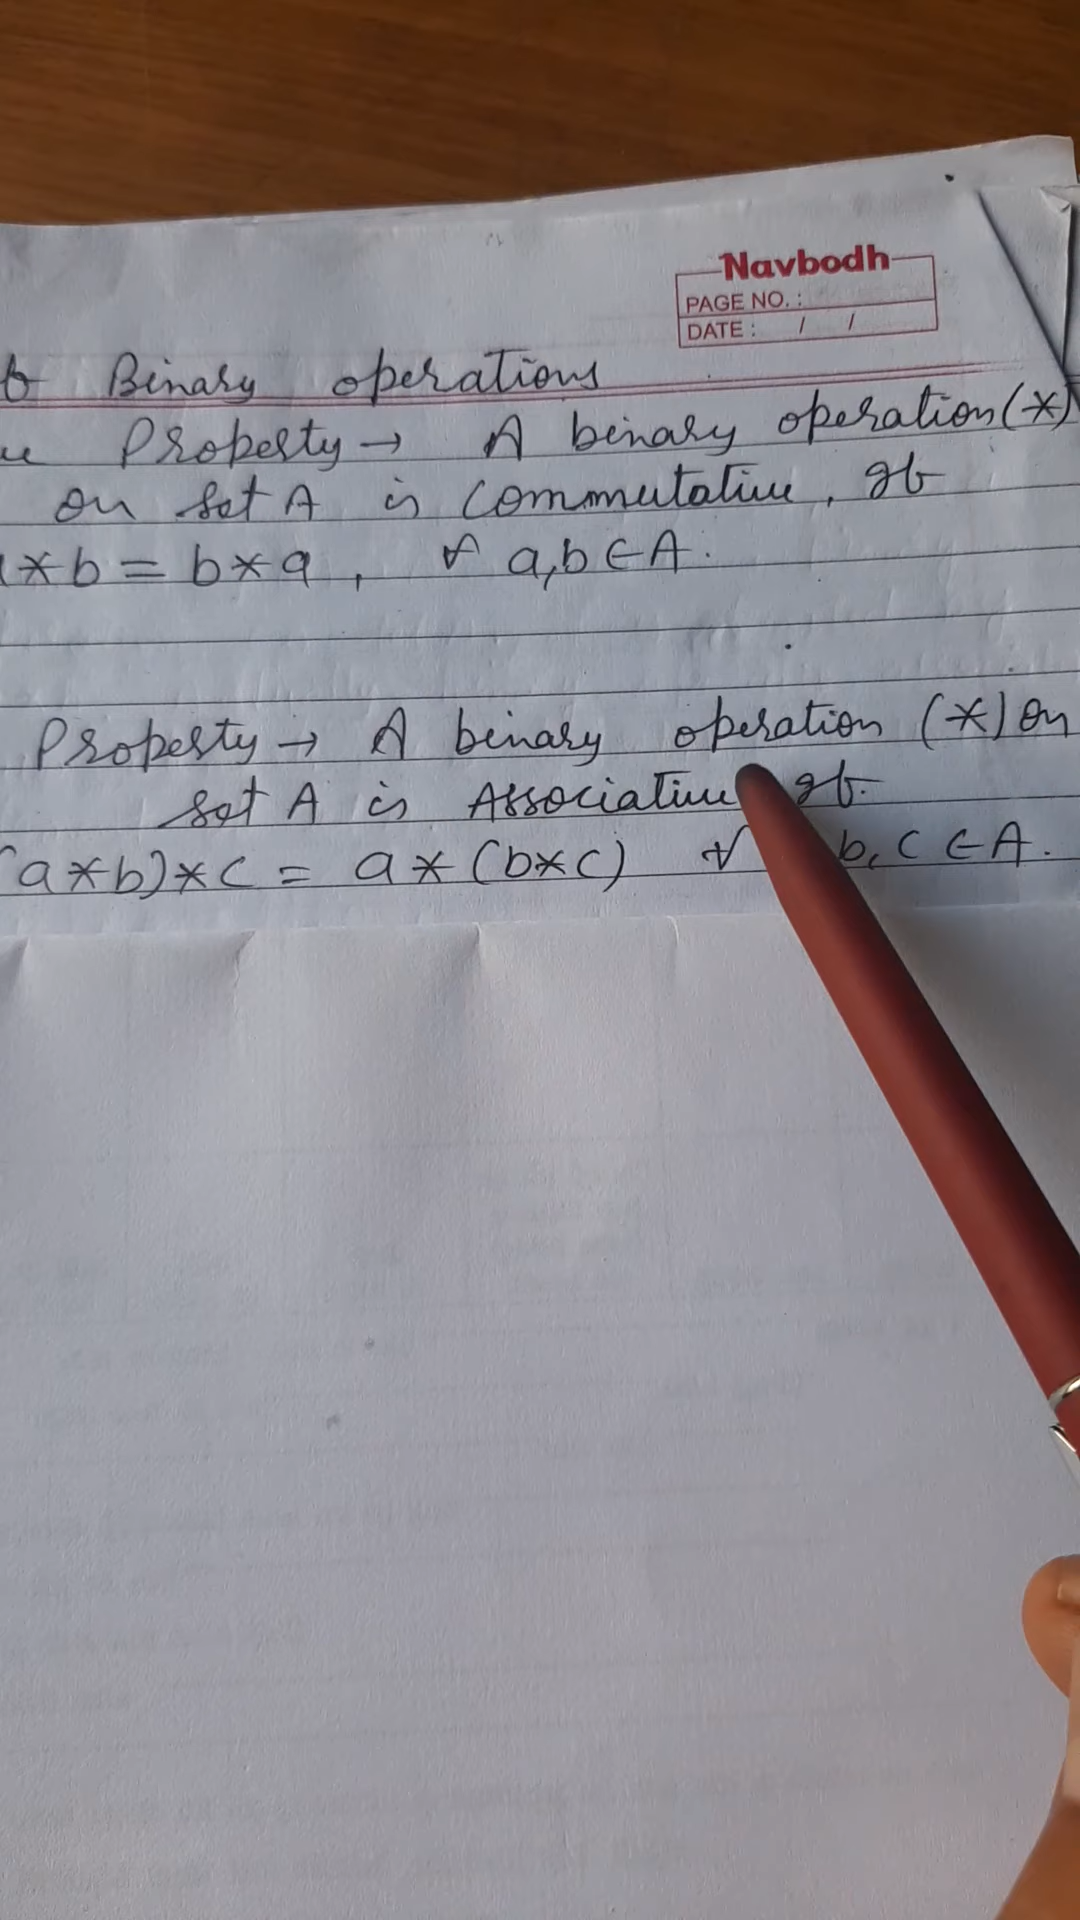 Navbodh
PAGE NO. :
DATE : / /
Binary operations
Property → A binary operation (*)
on set A is Commutative, If
*b = b*a , ∀ a,b ∈ A.
Property → A binary operation (*) on
set A is Associative If
(a*b)*c = a*(b*c) ∀ b, c ∈ A.